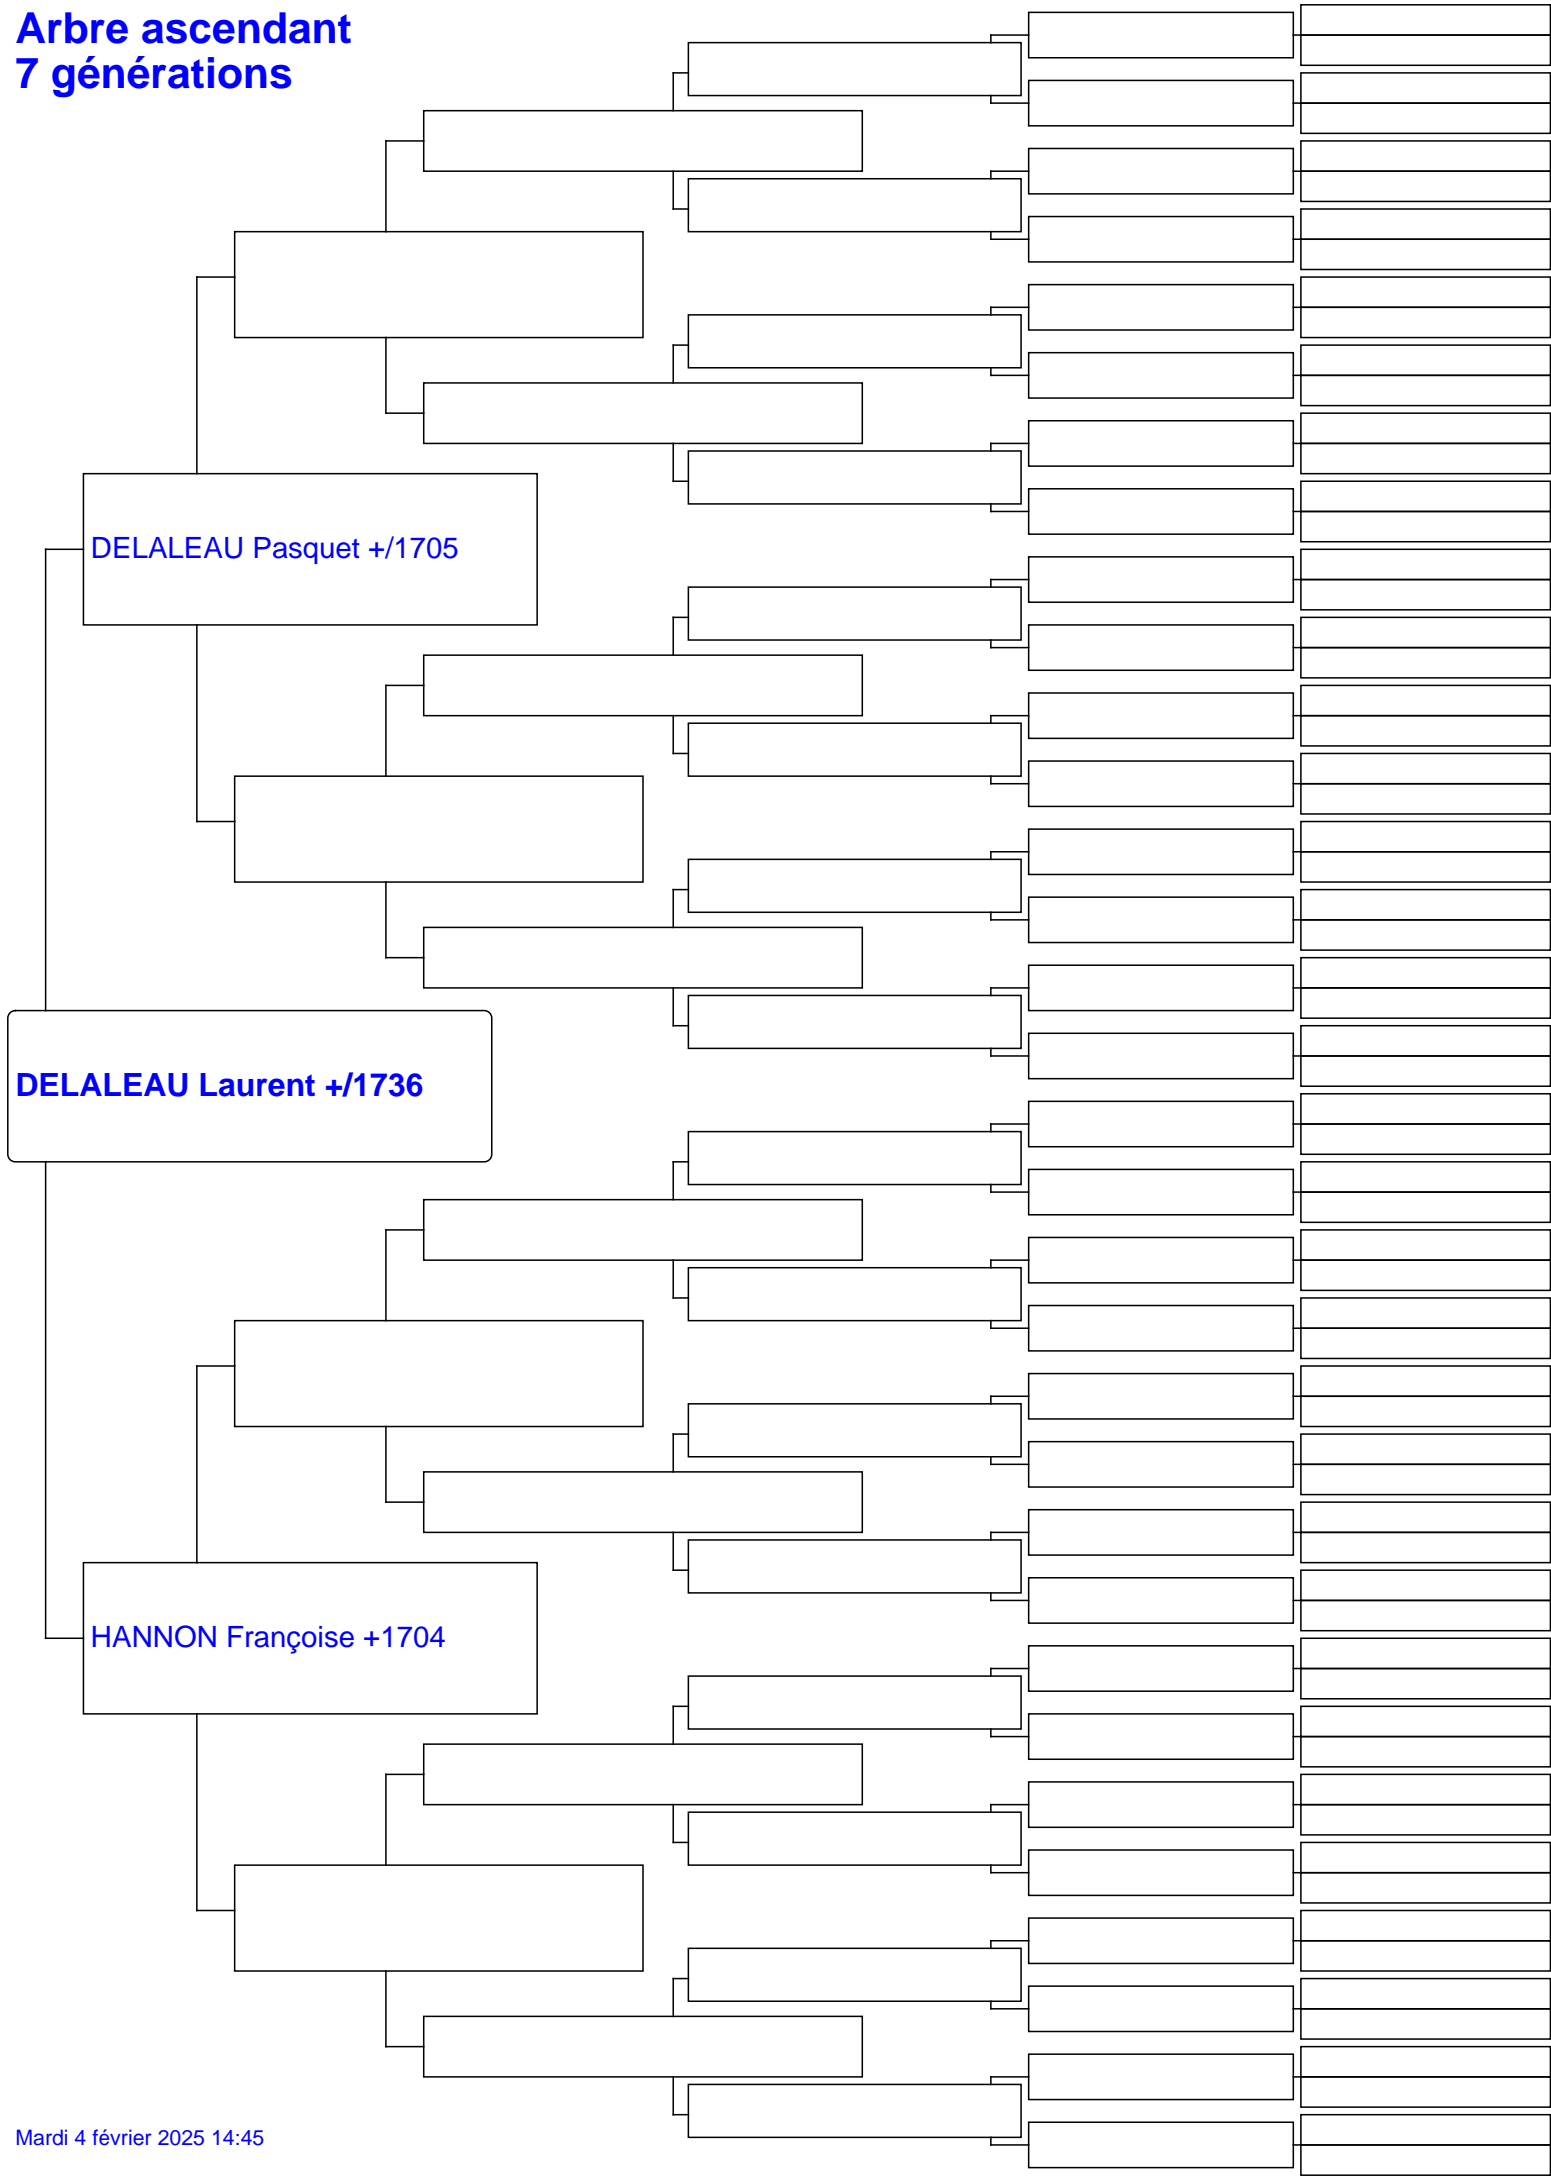 Arbre ascendant
7 générations
DELALEAU Pasquet +/1705
DELALEAU Laurent +/1736
HANNON Françoise +1704
Mardi 4 février 2025 14:45